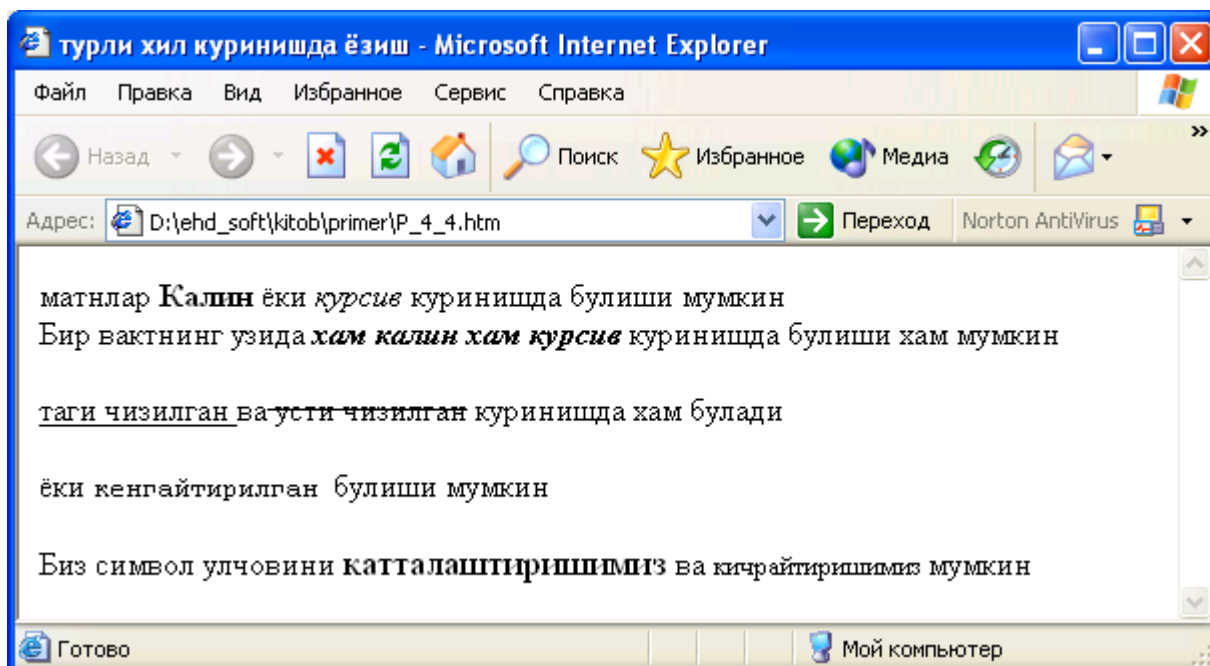 турли хил куринишда ёзиш - Microsoft Internet Explorer
Файл Правка Вид Избранное Сервис Справка
Назад Поиск Избранное Медиа »
Адрес: D:\ehd_soft\kitob\primer\P_4_4.htm Переход Norton AntiVirus
матнлар Калин ёки курсив куринишда булиши мумкин
Бир вактнинг узида хам калин хам курсив куринишда булиши хам мумкин
таги чизилган ва усти чизилган куринишда хам булади
ёки кенгайтирилган булиши мумкин
Биз символ улчовини катталаштиришимиз ва кичрайтиришимиз мумкин
Готово Мой компьютер